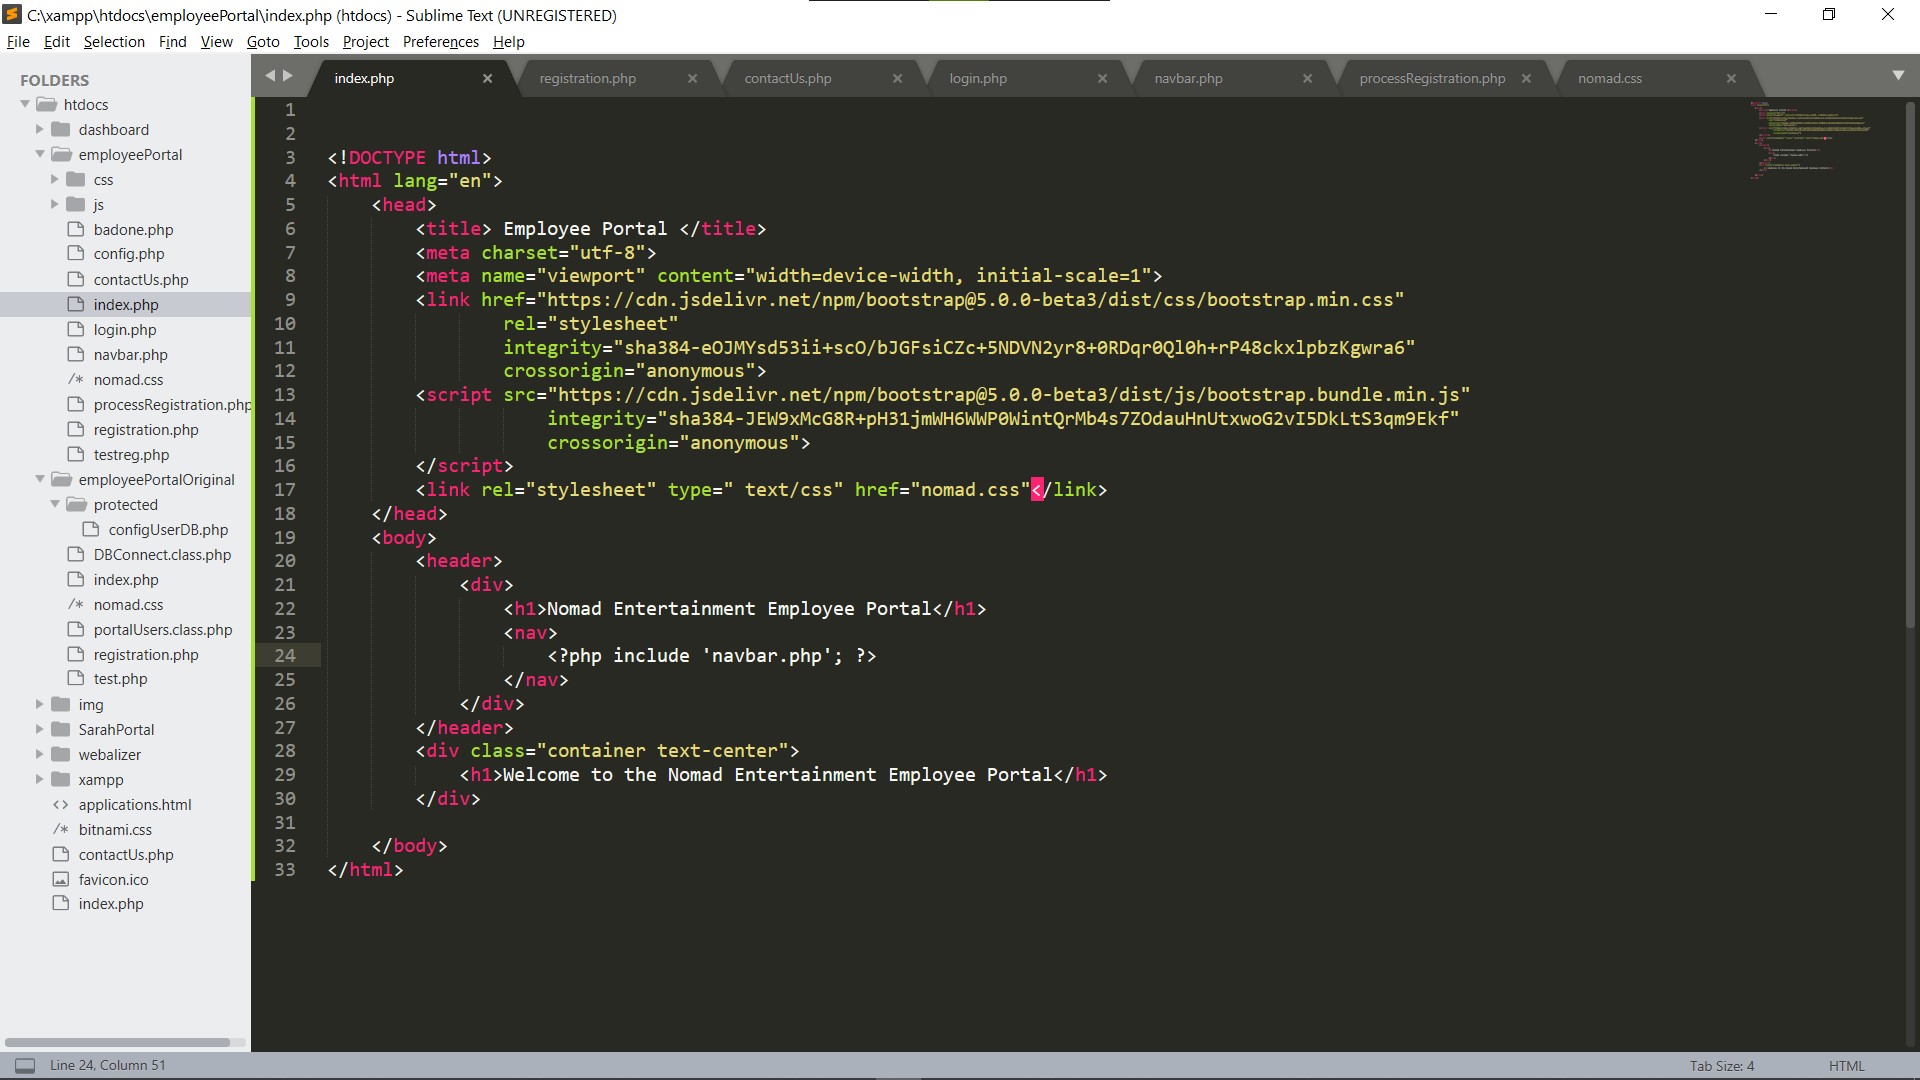 C:\xampp\htdocs\employeePortal\index.php (htdocs) - Sublime Text (UNREGISTERED)
File Edit Selection Find View Goto Tools Project Preferences Help
FOLDERS
htdocs
dashboard
employeePortal
css
js
badone.php
config.php
contactUs.php
index.php
login.php
navbar.php
/* nomad.css
processRegistration.php
registration.php
testreg.php
employeePortalOriginal
protected
configUserDB.php
DBConnect.class.php
index.php
/* nomad.css
portalUsers.class.php
registration.php
test.php
img
SarahPortal
webalizer
xampp
<> applications.html
/* bitnami.css
contactUs.php
favicon.ico
index.php
index.php registration.php contactUs.php login.php navbar.php processRegistration.php nomad.css
1
2
3 <!DOCTYPE html>
4 <html lang="en">
5 <head>
6 <title> Employee Portal </title>
7 <meta charset="utf-8">
8 <meta name="viewport" content="width=device-width, initial-scale=1">
9 <link href="https://cdn.jsdelivr.net/npm/bootstrap@5.0.0-beta3/dist/css/bootstrap.min.css"
10 rel="stylesheet"
11 integrity="sha384-eOJMYsd53ii+scO/bJGFsiCZc+5NDVN2yr8+0RDqr0Ql0h+rP48ckxlpbzKgwra6"
12 crossorigin="anonymous">
13 <script src="https://cdn.jsdelivr.net/npm/bootstrap@5.0.0-beta3/dist/js/bootstrap.bundle.min.js"
14 integrity="sha384-JEW9xMcG8R+pH31jmWH6WWP0WintQrMb4s7ZOdauHnUtxwoG2vI5DkLtS3qm9Ekf"
15 crossorigin="anonymous">
16 </script>
17 <link rel="stylesheet" type=" text/css" href="nomad.css"</link>
18 </head>
19 <body>
20 <header>
21 <div>
22 <h1>Nomad Entertainment Employee Portal</h1>
23 <nav>
24 <?php include 'navbar.php'; ?>
25 </nav>
26 </div>
27 </header>
28 <div class="container text-center">
29 <h1>Welcome to the Nomad Entertainment Employee Portal</h1>
30 </div>
31
32 </body>
33 </html>
Line 24, Column 51 Tab Size: 4 HTML